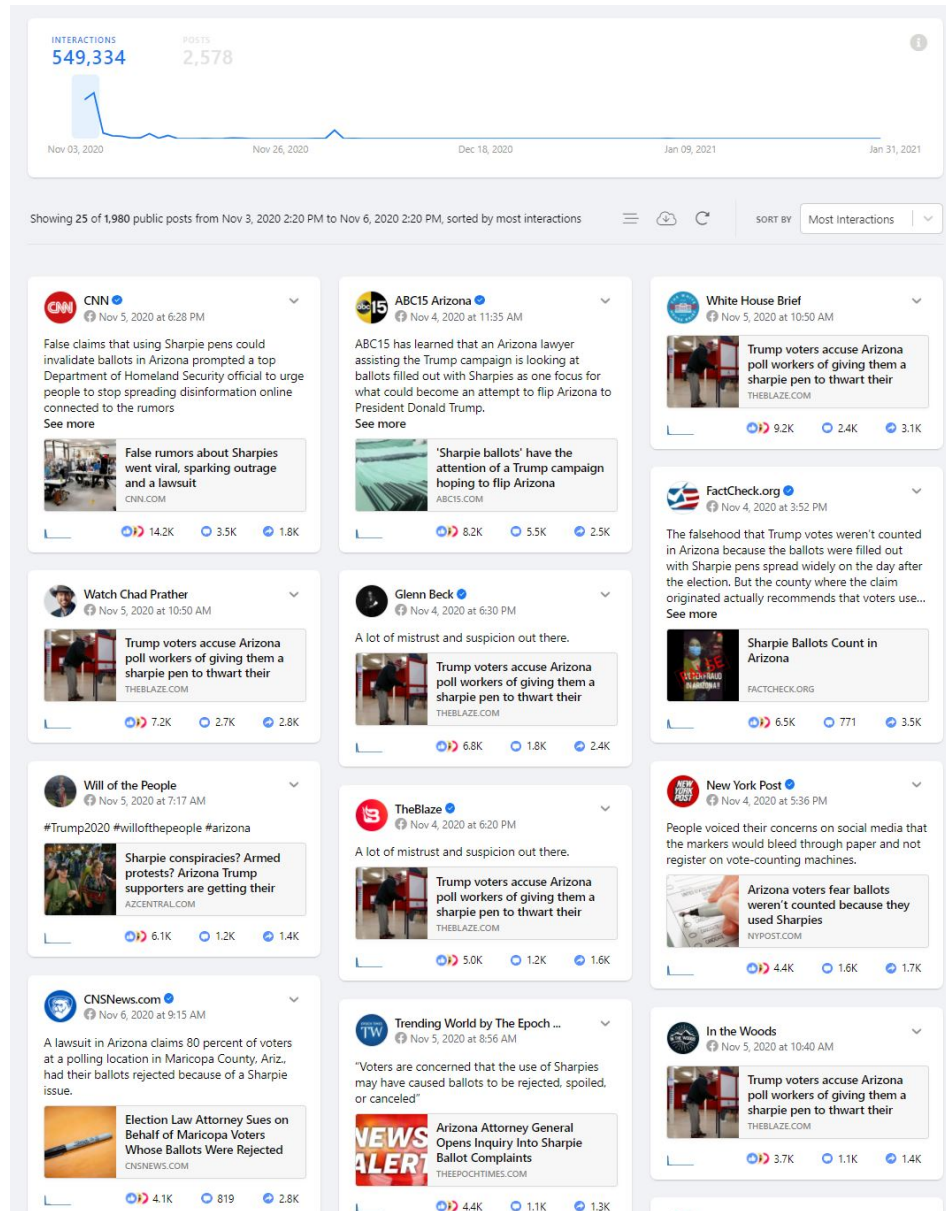 INTERACTIONS
549,334
POSTS
2,578
Nov 03, 2020
Nov 26, 2020
Dec 18, 2020
Jan 09, 2021
Jan 31, 2021
Showing 25 of 1,980 public posts from Nov 3, 2020 2:20 PM to Nov 6, 2020 2:20 PM, sorted by most interactions
SORT BY
Most Interactions
CNN
CNN
Nov 5, 2020 at 6:28 PM
False claims that using Sharpie pens could
invalidate ballots in Arizona prompted a top
Department of Homeland Security official to urge
people to stop spreading disinformation online
connected to the rumors
See more
False rumors about Sharpies
went viral, sparking outrage
and a lawsuit
CNN.COM
14.2K
3.5K
1.8K
Watch Chad Prather
Nov 5, 2020 at 10:50 AM
Trump voters accuse Arizona
poll workers of giving them a
sharpie pen to thwart their
THEBLAZE.COM
7.2K
2.7K
2.8K
Will of the People
Nov 5, 2020 at 7:17 AM
#Trump2020 #willofthepeople #arizona
Sharpie conspiracies? Armed
protests? Arizona Trump
supporters are getting their
AZCENTRAL.COM
6.1K
1.2K
1.4K
CNSNews.com
Nov 6, 2020 at 9:15 AM
A lawsuit in Arizona claims 80 percent of voters
at a polling location in Maricopa County, Ariz.,
had their ballots rejected because of a Sharpie
issue.
Election Law Attorney Sues on
Behalf of Maricopa Voters
Whose Ballots Were Rejected
CNSNEWS.COM
4.1K
819
2.8K
abc15
ABC15 Arizona
Nov 4, 2020 at 11:35 AM
ABC15 has learned that an Arizona lawyer
assisting the Trump campaign is looking at
ballots filled out with Sharpies as one focus for
what could become an attempt to flip Arizona to
President Donald Trump.
See more
'Sharpie ballots' have the
attention of a Trump campaign
hoping to flip Arizona
ABC15.COM
8.2K
5.5K
2.5K
Glenn Beck
Nov 4, 2020 at 6:30 PM
A lot of mistrust and suspicion out there.
Trump voters accuse Arizona
poll workers of giving them a
sharpie pen to thwart their
THEBLAZE.COM
6.8K
1.8K
2.4K
TheBlaze
Nov 4, 2020 at 6:20 PM
A lot of mistrust and suspicion out there.
Trump voters accuse Arizona
poll workers of giving them a
sharpie pen to thwart their
THEBLAZE.COM
5.0K
1.2K
1.6K
TW
Trending World by The Epoch ...
Nov 5, 2020 at 8:56 AM
“Voters are concerned that the use of Sharpies
may have caused ballots to be rejected, spoiled,
or canceled”
NEWS
ALERT
Arizona Attorney General
Opens Inquiry Into Sharpie
Ballot Complaints
THEEPOCHTIMES.COM
4.4K
1.1K
1.3K
White House Brief
Nov 5, 2020 at 10:50 AM
Trump voters accuse Arizona
poll workers of giving them a
sharpie pen to thwart their
THEBLAZE.COM
9.2K
2.4K
3.1K
FactCheck.org
Nov 4, 2020 at 3:52 PM
The falsehood that Trump votes weren't counted
in Arizona because the ballots were filled out
with Sharpie pens spread widely on the day after
the election. But the county where the claim
originated actually recommends that voters use...
See more
Sharpie Ballots Count in
Arizona
FACTCHECK.ORG
6.5K
771
3.5K
NEW
YORK
POST
New York Post
Nov 4, 2020 at 5:36 PM
People voiced their concerns on social media that
the markers would bleed through paper and not
register on vote-counting machines.
Arizona voters fear ballots
weren't counted because they
used Sharpies
NYPOST.COM
4.4K
1.6K
1.7K
In the Woods
Nov 5, 2020 at 10:40 AM
Trump voters accuse Arizona
poll workers of giving them a
sharpie pen to thwart their
THEBLAZE.COM
3.7K
1.1K
1.4K